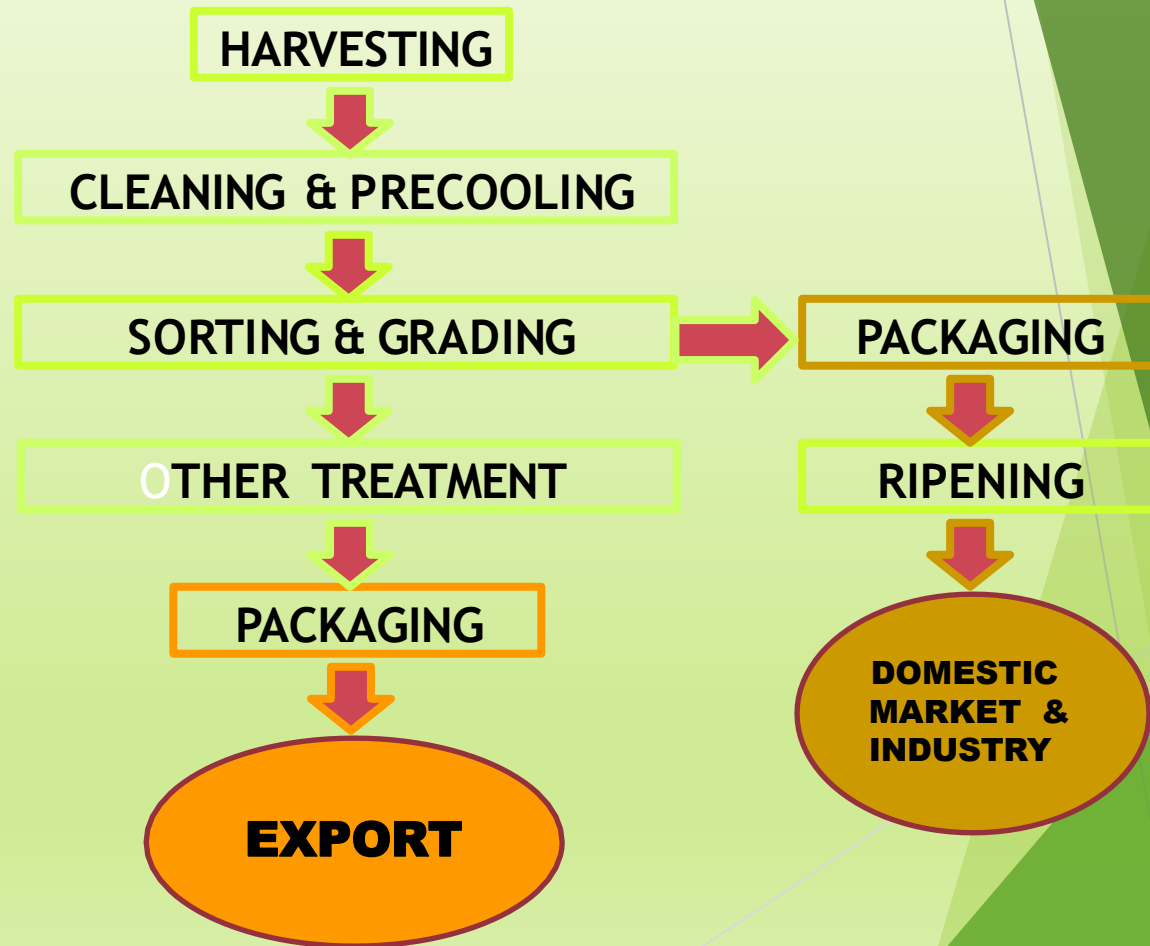 HARVESTING
CLEANING & PRECOOLING
SORTING & GRADING
PACKAGING
OTHER TREATMENT
RIPENING
PACKAGING
DOMESTIC
MARKET &
INDUSTRY
EXPORT